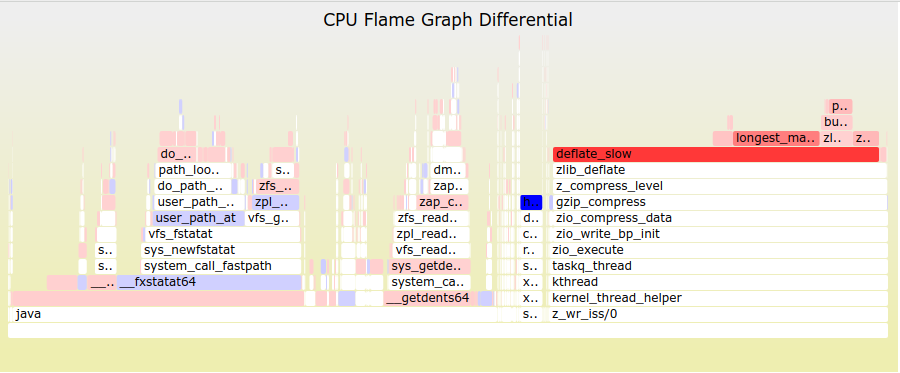 CPU Flame Graph Differential
p..
bu..
longest_ma.. zl.. z..
do_.. deflate_slow
path_loo.. s.. dm.. zlib_deflate
do_path_.. zfs_.. zap.. z_compress_level
user_path_.. zpl_.. zap_c.. gzip_compress
user_path_at vfs_g.. zfs_read.. d.. zio_compress_data
vfs_fstatat zpl_read.. c.. zio_write_bp_init
s.. sys_newfstatat vfs_read.. r.. zio_execute
s.. system_call_fastpath sys_getde.. s.. taskq_thread
__.. __fxstatat64 system_ca.. x.. kthread
__getdents64 x.. kernel_thread_helper
java s.. z_wr_iss/0